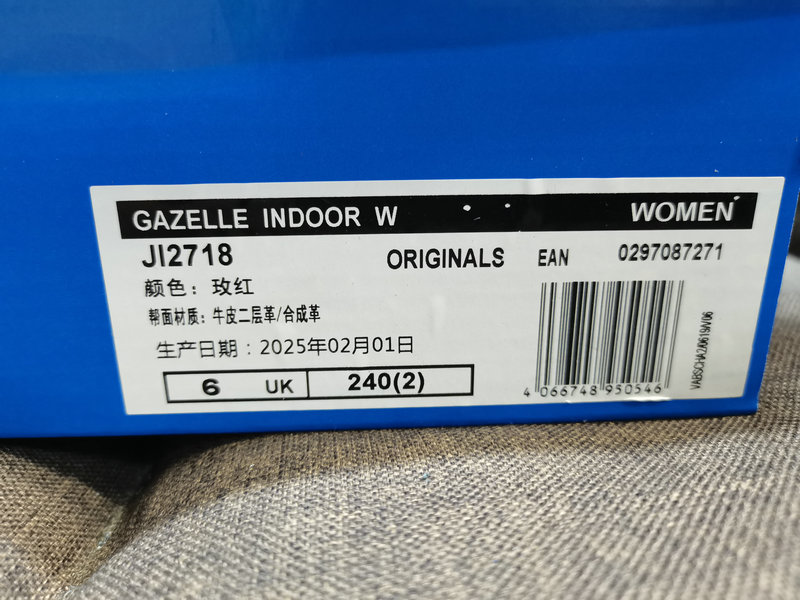 GAZELLE INDOOR W WOMEN
JI2718 ORIGINALS EAN 0297087271
颜色：玫红
帮面材质：牛皮二层革/合成革
生产日期：2025年02月01日
6 UK 240(2)
4 066748 950546